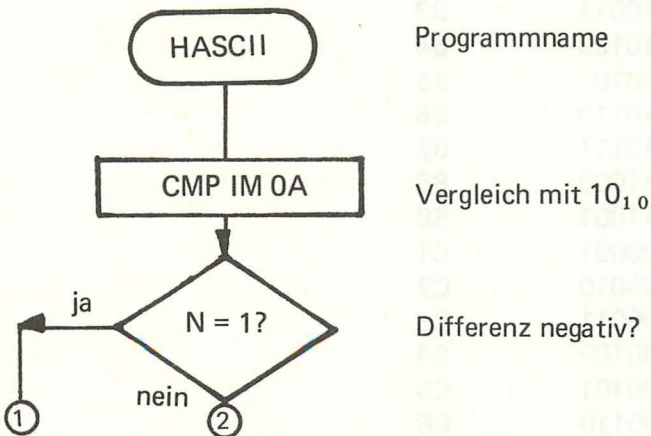 HASCII Programmname
CMP IM 0A Vergleich mit 10₁₀
ja N = 1? Differenz negativ?
nein
1 2